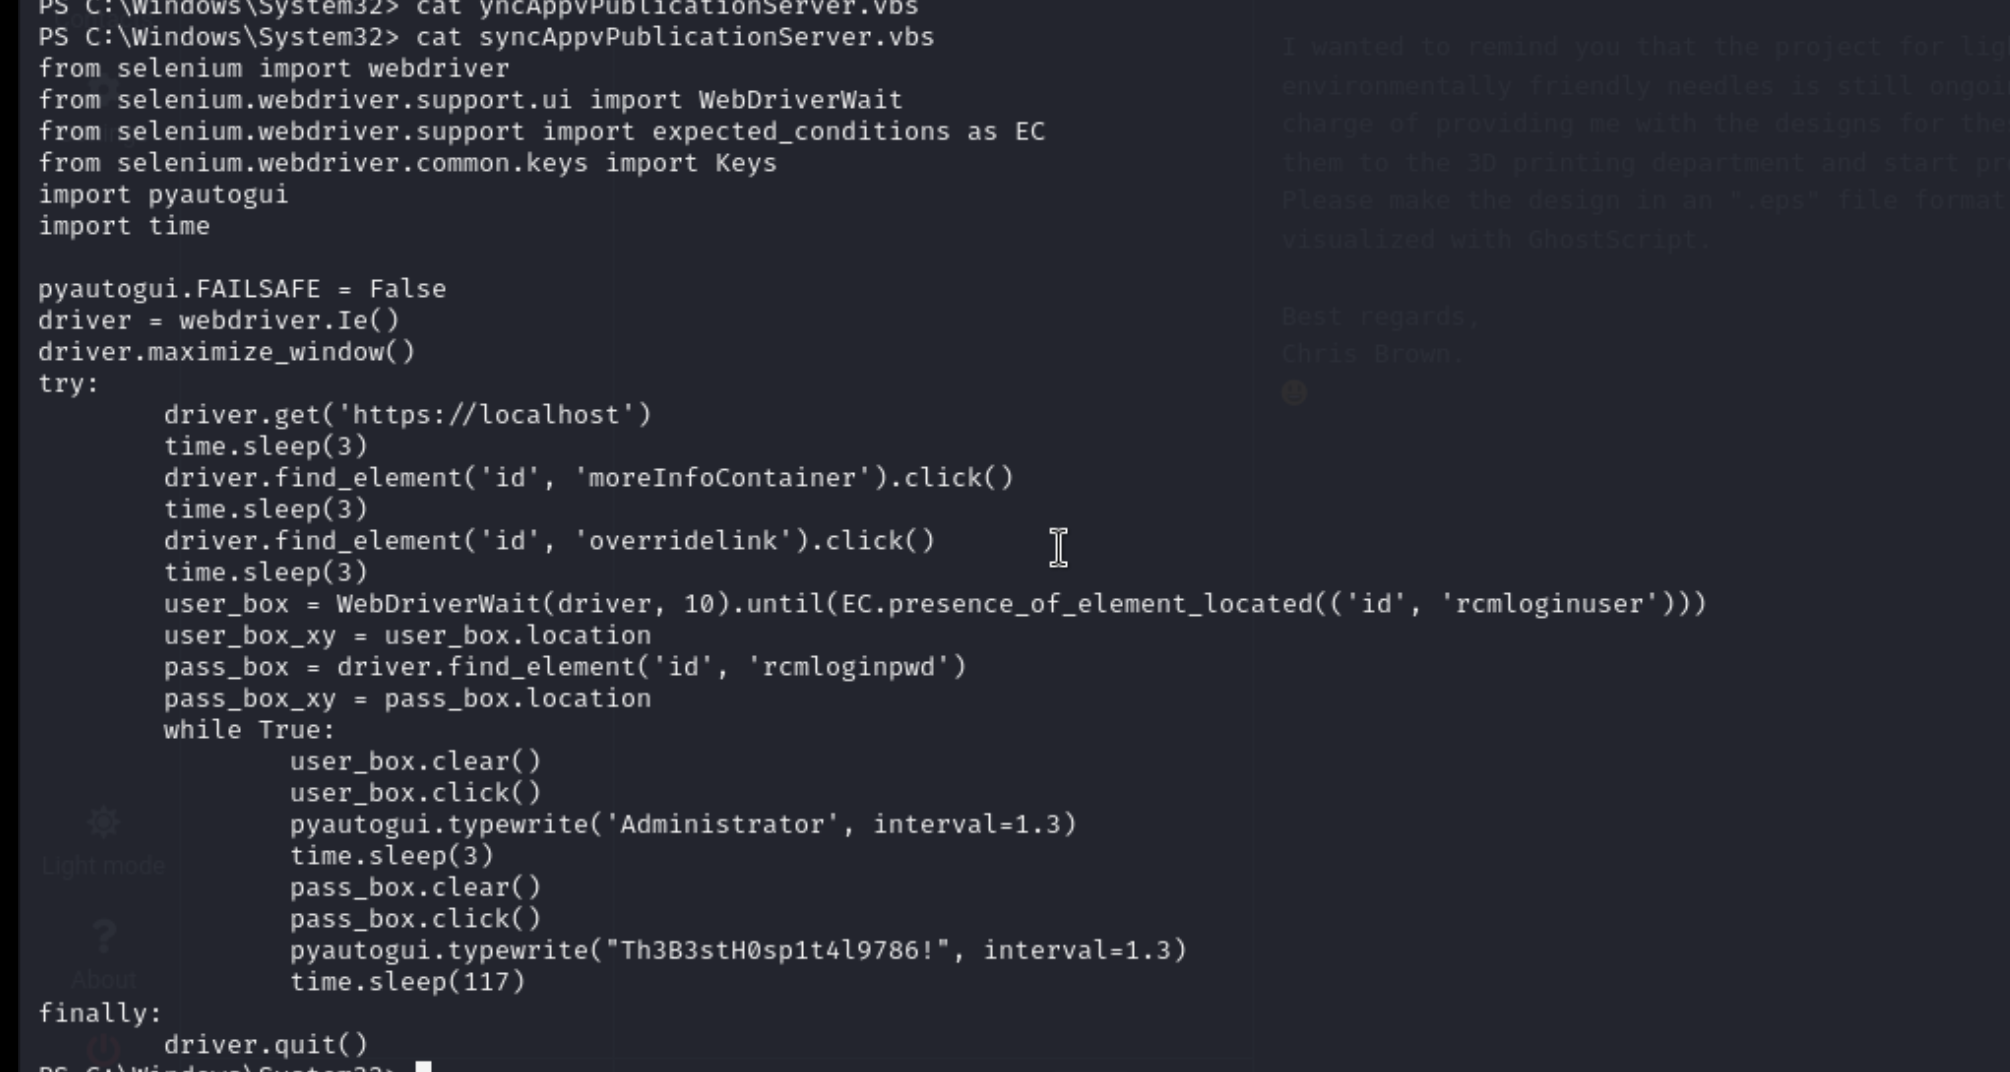 PS C:\Windows\System32> cat yncAppvPublicationServer.vbs
PS C:\Windows\System32> cat syncAppvPublicationServer.vbs
from selenium import webdriver
from selenium.webdriver.support.ui import WebDriverWait
from selenium.webdriver.support import expected_conditions as EC
from selenium.webdriver.common.keys import Keys
import pyautogui
import time

pyautogui.FAILSAFE = False
driver = webdriver.Ie()
driver.maximize_window()
try:
        driver.get('https://localhost')
        time.sleep(3)
        driver.find_element('id', 'moreInfoContainer').click()
        time.sleep(3)
        driver.find_element('id', 'overridelink').click()
        time.sleep(3)
        user_box = WebDriverWait(driver, 10).until(EC.presence_of_element_located(('id', 'rcmloginuser')))
        user_box_xy = user_box.location
        pass_box = driver.find_element('id', 'rcmloginpwd')
        pass_box_xy = pass_box.location
        while True:
                user_box.clear()
                user_box.click()
                pyautogui.typewrite('Administrator', interval=1.3)
                time.sleep(3)
                pass_box.clear()
                pass_box.click()
                pyautogui.typewrite("Th3B3stH0sp1t4l9786!", interval=1.3)
                time.sleep(117)
finally:
        driver.quit()
PS C:\Windows\System32>
I wanted to remind you that the project for lig
environmentally friendly needles is still ongoi
charge of providing me with the designs for the
them to the 3D printing department and start pr
Please make the design in an ".eps" file format
visualized with GhostScript.
Best regards,
Chris Brown.
Light mode
About